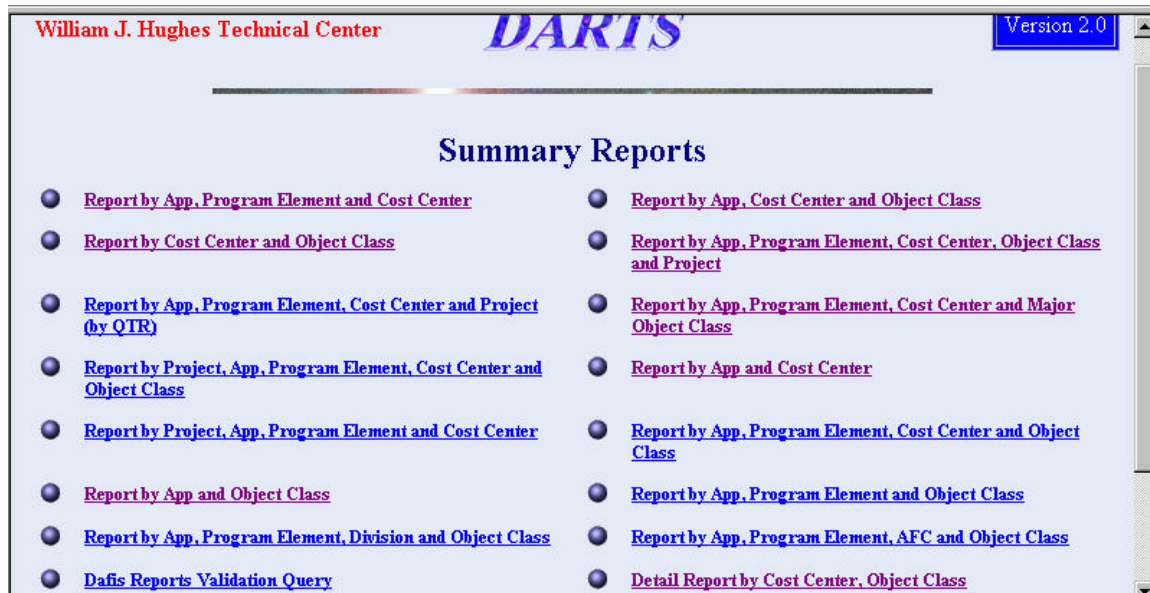 William J. Hughes Technical Center
DARTS
Version 2.0
Summary Reports
Report by App, Program Element and Cost Center
Report by App, Cost Center and Object Class
Report by Cost Center and Object Class
Report by App, Program Element, Cost Center, Object Class
and Project
Report by App, Program Element, Cost Center and Project
(by QTR)
Report by App, Program Element, Cost Center and Major
Object Class
Report by Project, App, Program Element, Cost Center and
Object Class
Report by App and Cost Center
Report by Project, App, Program Element and Cost Center
Report by App, Program Element, Cost Center and Object
Class
Report by App and Object Class
Report by App, Program Element and Object Class
Report by App, Program Element, Division and Object Class
Report by App, Program Element, AFC and Object Class
Dafis Reports Validation Query
Detail Report by Cost Center, Object Class